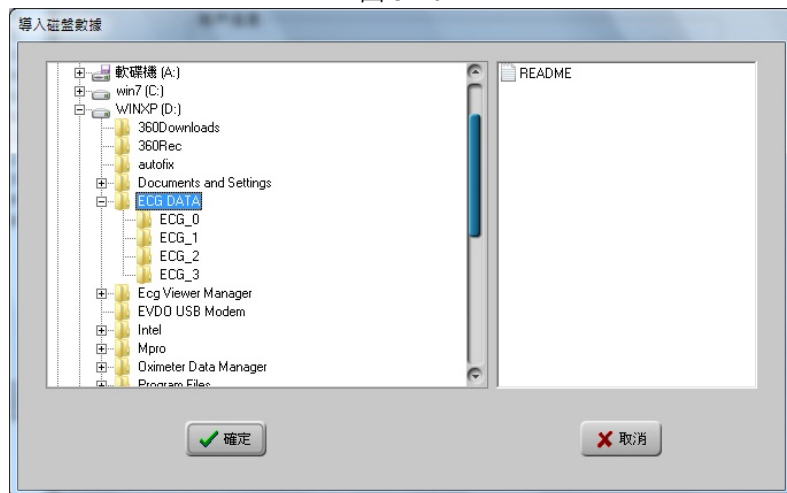 導入磁盤數據
軟碟機 (A:)
win7 (C:)
WINXP (D:)
360Downloads
360Rec
autofix
Documents and Settings
ECG DATA
ECG_0
ECG_1
ECG_2
ECG_3
Ecg Viewer Manager
EVDO USB Modem
Intel
Mpro
Oximeter Data Manager
Program Files
README
確定
取消